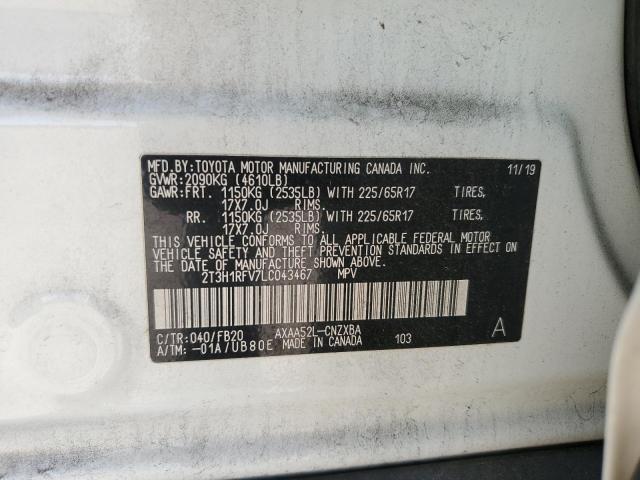 MFD.BY:TOYOTA MOTOR MANUFACTURING CANADA INC. 11/19
GVWR:2090KG (4610LB)
GAWR:FRT. 1150KG (2535LB) WITH 225/65R17 TIRES,
17X7.0J RIMS.
RR. 1150KG (2535LB) WITH 225/65R17 TIRES,
17X7.0J RIMS.
THIS VEHICLE CONFORMS TO ALL APPLICABLE FEDERAL MOTOR
VEHICLE SAFETY AND THEFT PREVENTION STANDARDS IN EFFECT
ON THE DATE OF MANUFACTURE SHOWN ABOVE.
2T3H1RFV7LC043467 MPV
C/TR:040/FB20 AXAA52L-CNZXBA
A/TM:-01A/UB80E MADE IN CANADA 103 A